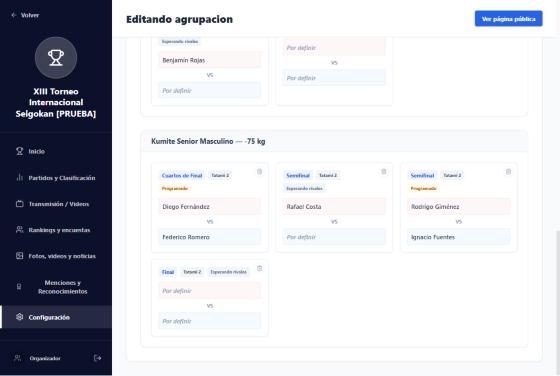 Volver
XIII Torneo
Internacional
Seigokan [PRUEBA]
Inicio
Partidos y Clasificación
Transmisión / Videos
Rankings y encuestas
Fotos, videos y noticias
Menciones y
Reconocimientos
Configuración
Organizador
Editando agrupacion
Ver página pública
Esperando rivales
Benjamín Rojas
VS
Por definir
Por definir
VS
Por definir
Kumite Senior Masculino — -75 kg
Cuartos de Final Tatami 2
Programado
Diego Fernández
VS
Federico Romero
Semifinal Tatami 2
Esperando rivales
Rafael Costa
VS
Por definir
Semifinal Tatami 2
Programado
Rodrigo Giménez
VS
Ignacio Fuentes
Final Tatami 2 Esperando rivales
Por definir
VS
Por definir